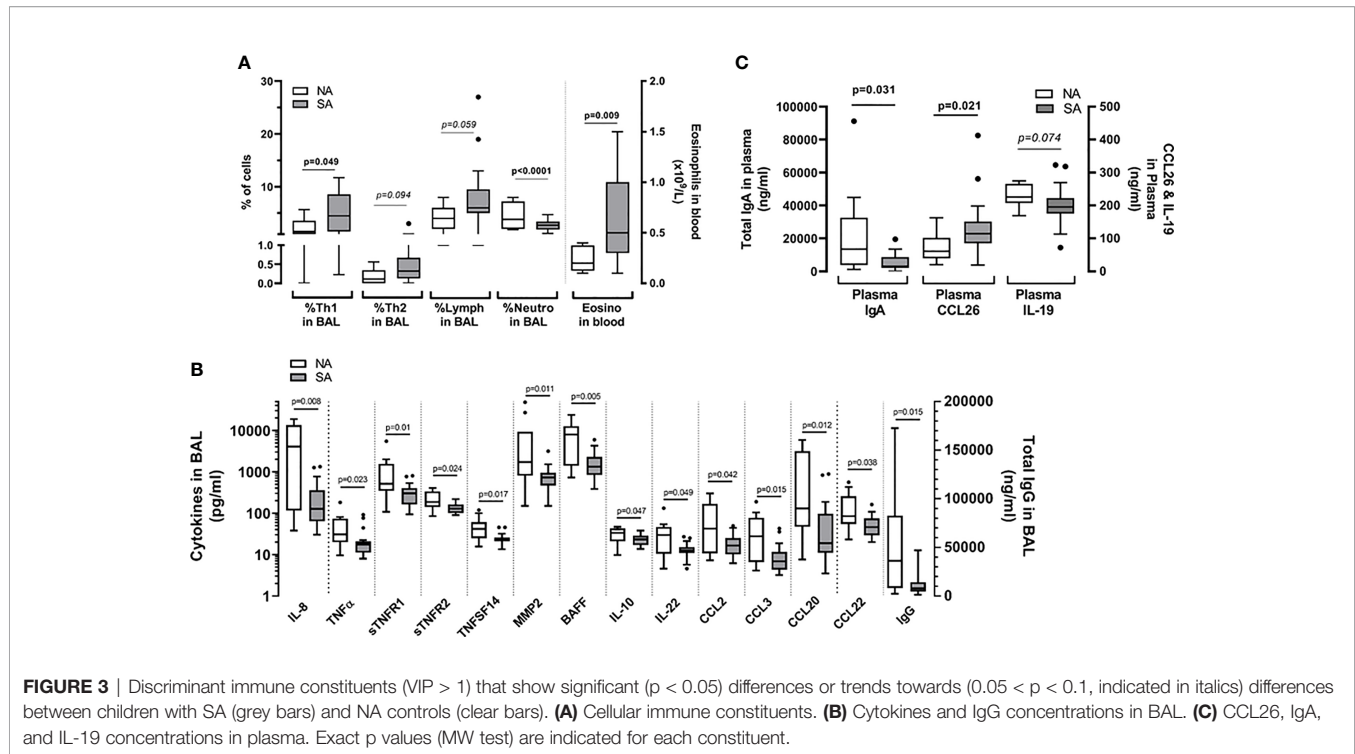 A
NA
SA
30
20
10
5
1.0
0.5
0.0
% of cells
p=0.049
p=0.094
p=0.059
p<0.0001
p=0.009
2.0
1.5
1.0
0.5
0.0
Eosinophils in blood
(x10⁹/L)
%Th1
in BAL
%Th2
in BAL
%Lymph
in BAL
%Neutro
in BAL
Eosino
in blood
C
NA
SA
p=0.031
p=0.021
p=0.074
100000
80000
60000
40000
20000
0
Total IgA in plasma
(ng/ml)
500
400
300
200
100
0
CCL26 & IL-19
in Plasma
(ng/ml)
Plasma
IgA
Plasma
CCL26
Plasma
IL-19
B
NA
SA
p=0.008
p=0.023
p=0.01
p=0.024
p=0.017
p=0.011
p=0.005
p=0.047
p=0.049
p=0.042
p=0.015
p=0.012
p=0.038
p=0.015
10000
1000
100
10
1
Cytokines in BAL
(pg/ml)
200000
150000
100000
50000
0
Total IgG in BAL
(ng/ml)
IL-8
TNFα
sTNFR1
sTNFR2
TNFSF14
MMP2
BAFF
IL-10
IL-22
CCL2
CCL3
CCL20
CCL22
IgG
FIGURE 3 | Discriminant immune constituents (VIP > 1) that show significant (p < 0.05) differences or trends towards (0.05 < p < 0.1, indicated in italics) differences
between children with SA (grey bars) and NA controls (clear bars). (A) Cellular immune constituents. (B) Cytokines and IgG concentrations in BAL. (C) CCL26, IgA,
and IL-19 concentrations in plasma. Exact p values (MW test) are indicated for each constituent.